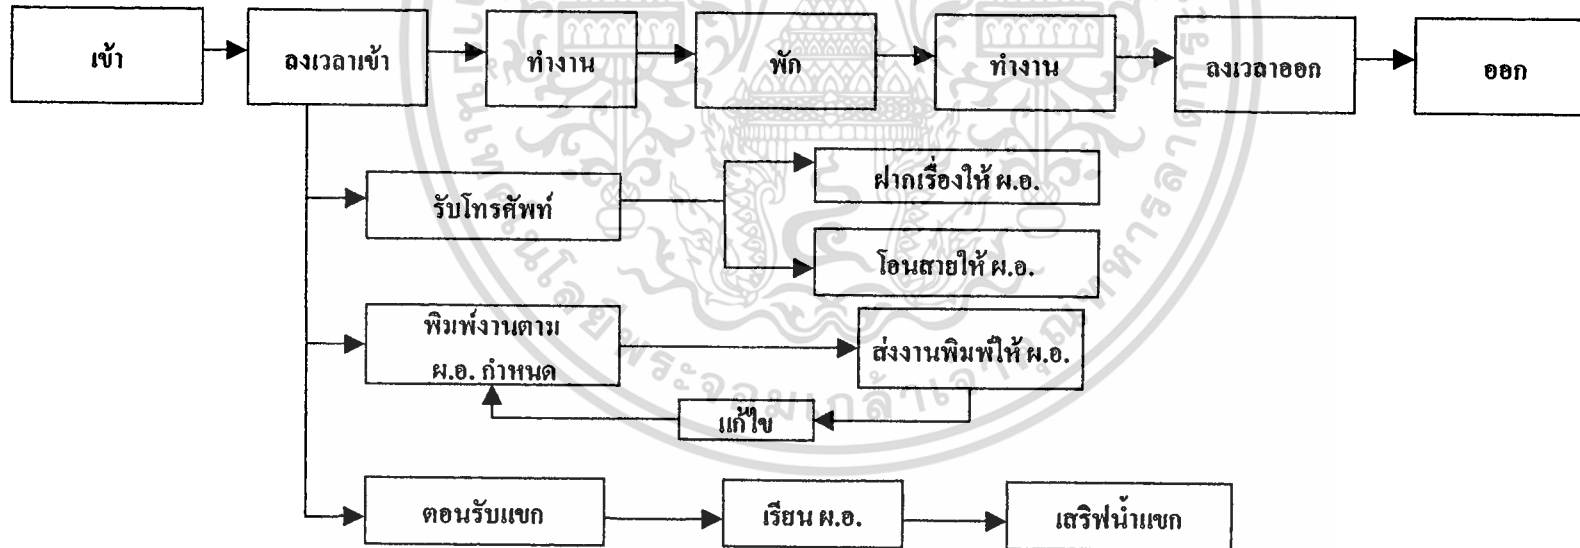 เข้า
ลงเวลาเข้า
ทำงาน
พัก
ทำงาน
ลงเวลาออก
ออก
รับโทรศัพท์
ฝากเรื่องให้ ผ.อ.
โอนสายให้ ผ.อ.
พิมพ์งานตาม
ผ.อ. กำหนด
ส่งงานพิมพ์ให้ ผ.อ.
แก้ไข
ตอนรับแขก
เรียน ผ.อ.
เสริฟน้ำแขก